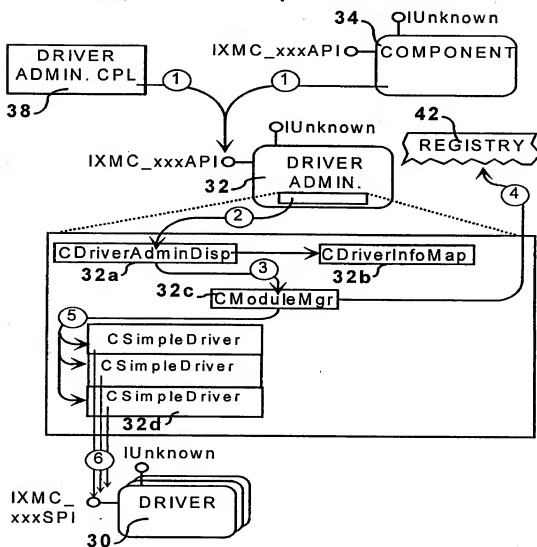 34
IUnknown
IXMC_xxxAPI
COMPONENT
DRIVER
ADMIN. CPL
38
1
1
IUnknown
42
REGISTRY
IXMC_xxxAPI
32
DRIVER
ADMIN.
4
2
CDriverAdminDisp
CDriverInfoMap
32a
32b
3
32c
CModuleMgr
5
CSimpleDriver
CSimpleDriver
CSimpleDriver
32d
6
IUnknown
IXMC_
xxxSPI
DRIVER
30